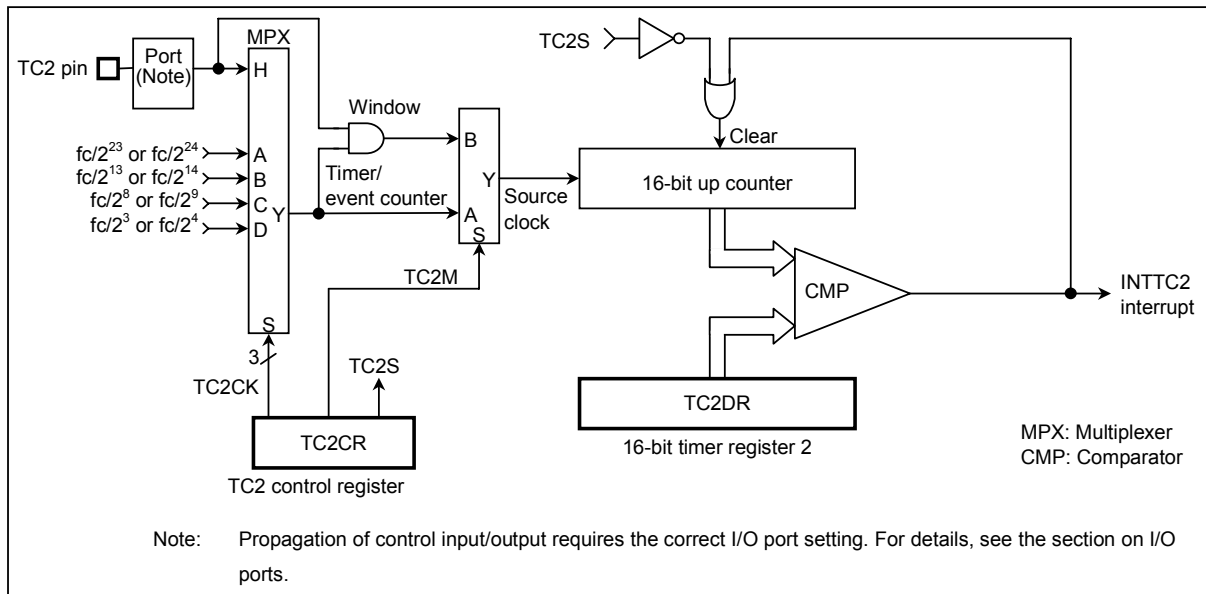 MPX
TC2 pin
Port
(Note)
H
fc/2^23 or fc/2^24
A
fc/2^13 or fc/2^14
B
fc/2^8 or fc/2^9
C
fc/2^3 or fc/2^4
D
Y
S
3
TC2CK
Window
Timer/
event counter
B
Y
A
S
TC2M
TC2S
TC2CR
TC2 control register
Source
clock
TC2S
Clear
16-bit up counter
CMP
INTTC2
interrupt
TC2DR
16-bit timer register 2
MPX: Multiplexer
CMP: Comparator
Note: Propagation of control input/output requires the correct I/O port setting. For details, see the section on I/O
ports.